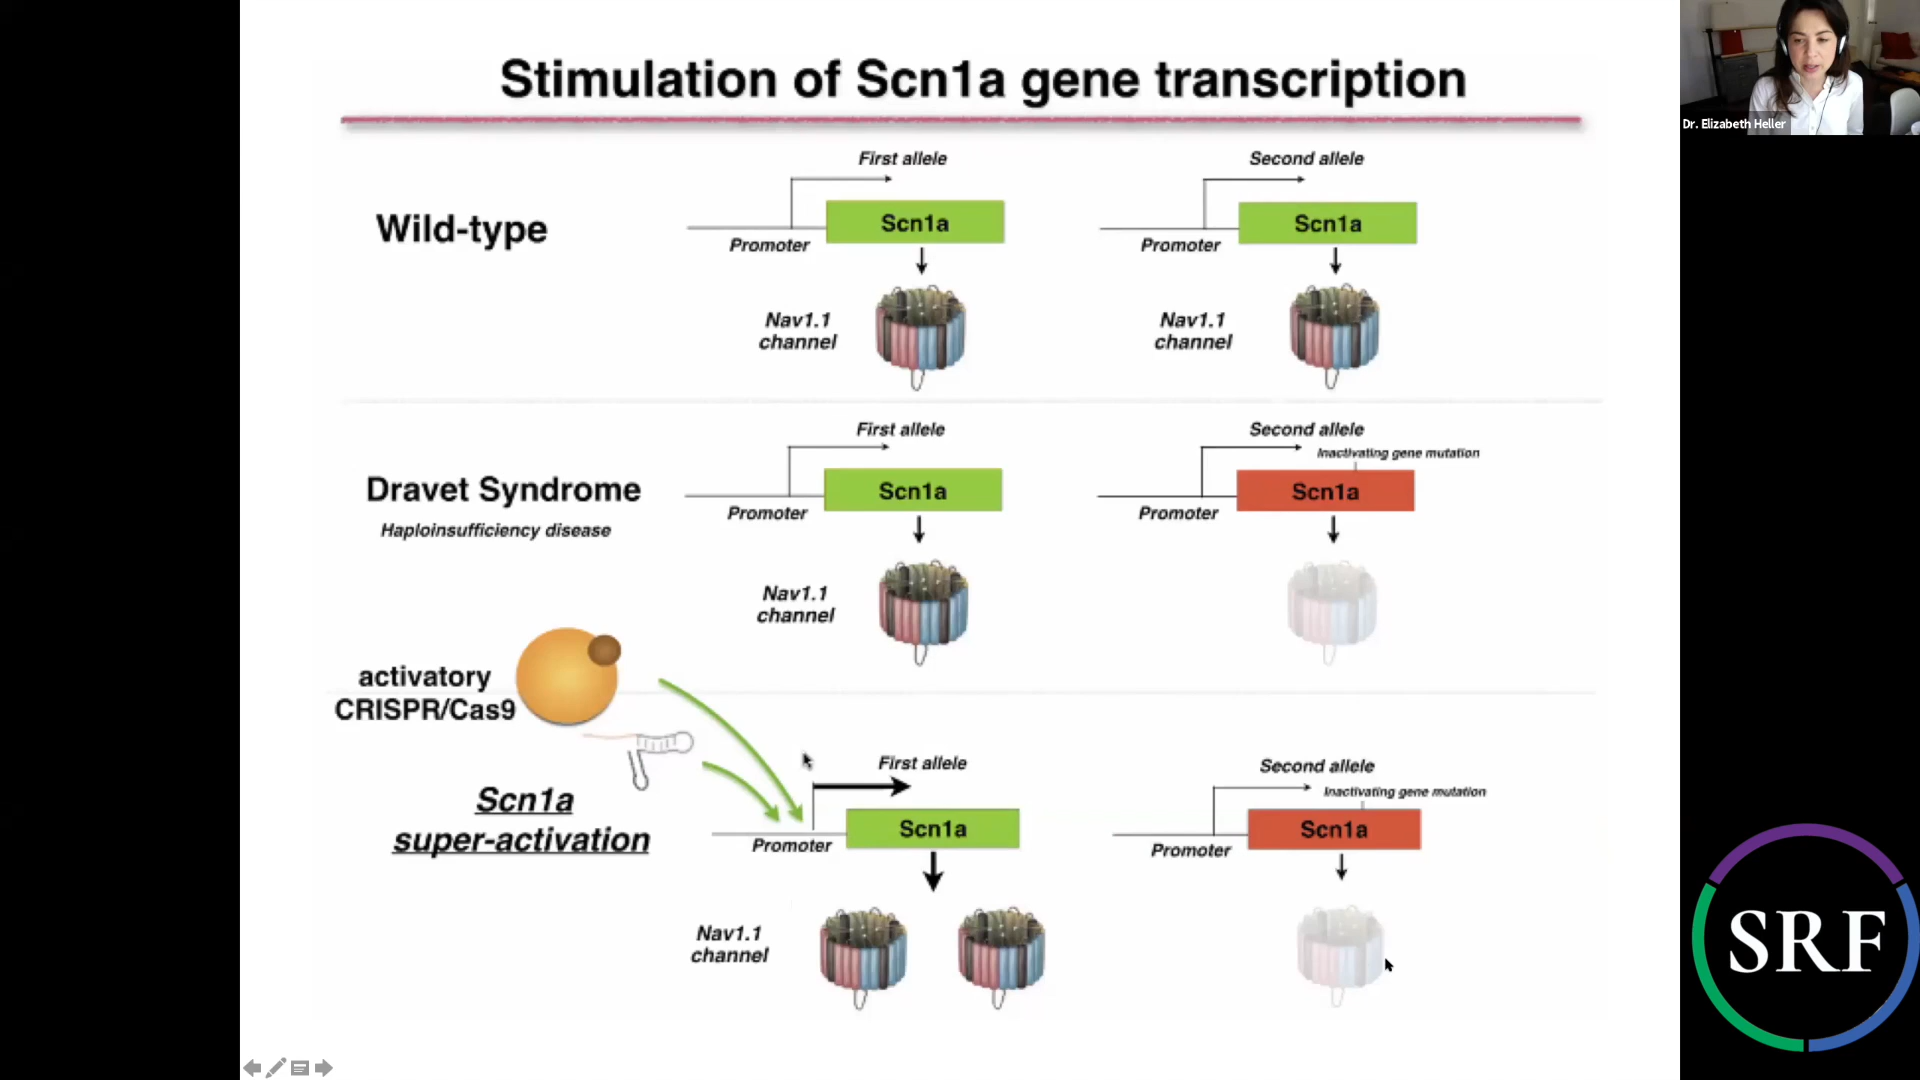 Stimulation of Scn1a gene transcription
Dr. Elizabeth Heller
First allele
Second allele
Wild-type
Scn1a
Scn1a
Promoter
Promoter
Nav1.1
channel
Nav1.1
channel
First allele
Second allele
Inactivating gene mutation
Dravet Syndrome
Scn1a
Scn1a
Haploinsufficiency disease
Promoter
Promoter
Nav1.1
channel
activatory
CRISPR/Cas9
First allele
Second allele
Inactivating gene mutation
Scn1a
super-activation
Scn1a
Scn1a
Promoter
Promoter
Nav1.1
channel
SRF